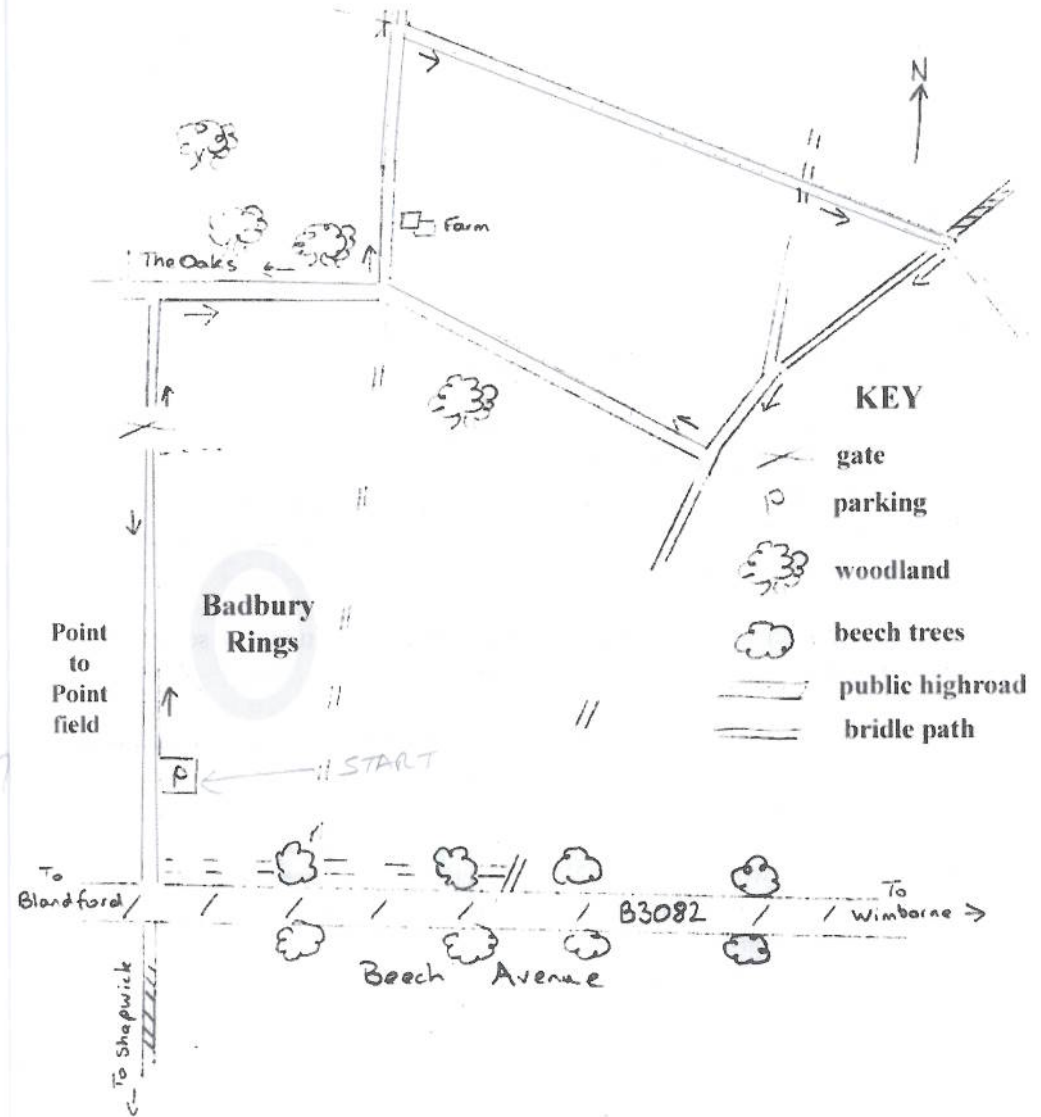 N
Farm
The Oaks
KEY
gate
P
parking
woodland
Badbury
Rings
beech trees
Point
to
Point
field
public highroad
bridle path
START
P
To
Blandford
B3082
To
Wimborne
Beech Avenue
To Shapwick